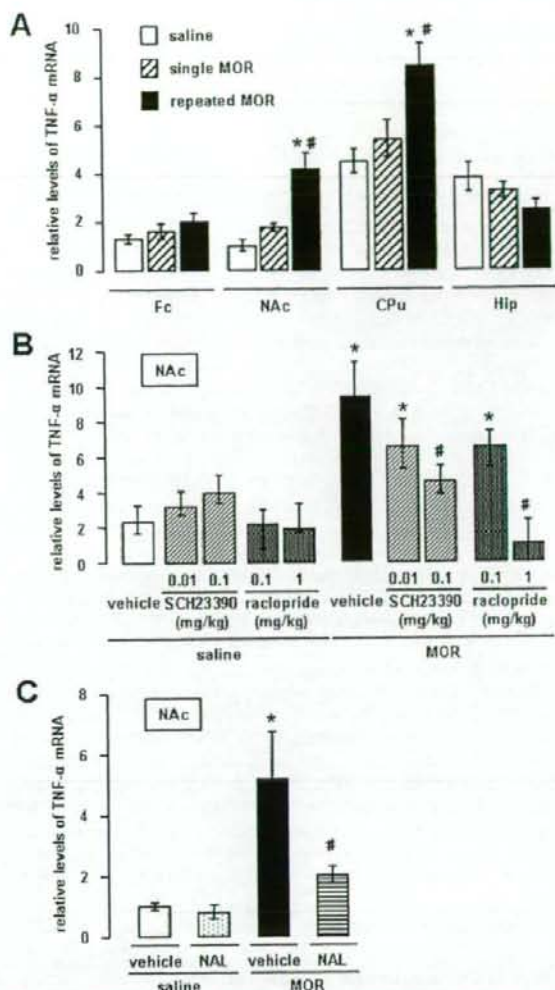 A
relative levels of TNF-α mRNA
10
8
6
4
2
0
saline
single MOR
repeated MOR
*#
* #
Fc NAc CPu Hip
B
relative levels of TNF-α mRNA
12
10
8
6
4
2
0
NAc
*
*
#
*
#
0.01 0.1 0.1 1 0.01 0.1 0.1 1
vehicle SCH23390 raclopride vehicle SCH23390 raclopride
(mg/kg) (mg/kg) (mg/kg) (mg/kg)
saline MOR
C
relative levels of TNF-α mRNA
8
6
4
2
0
NAc
*
#
vehicle NAL vehicle NAL
saline MOR